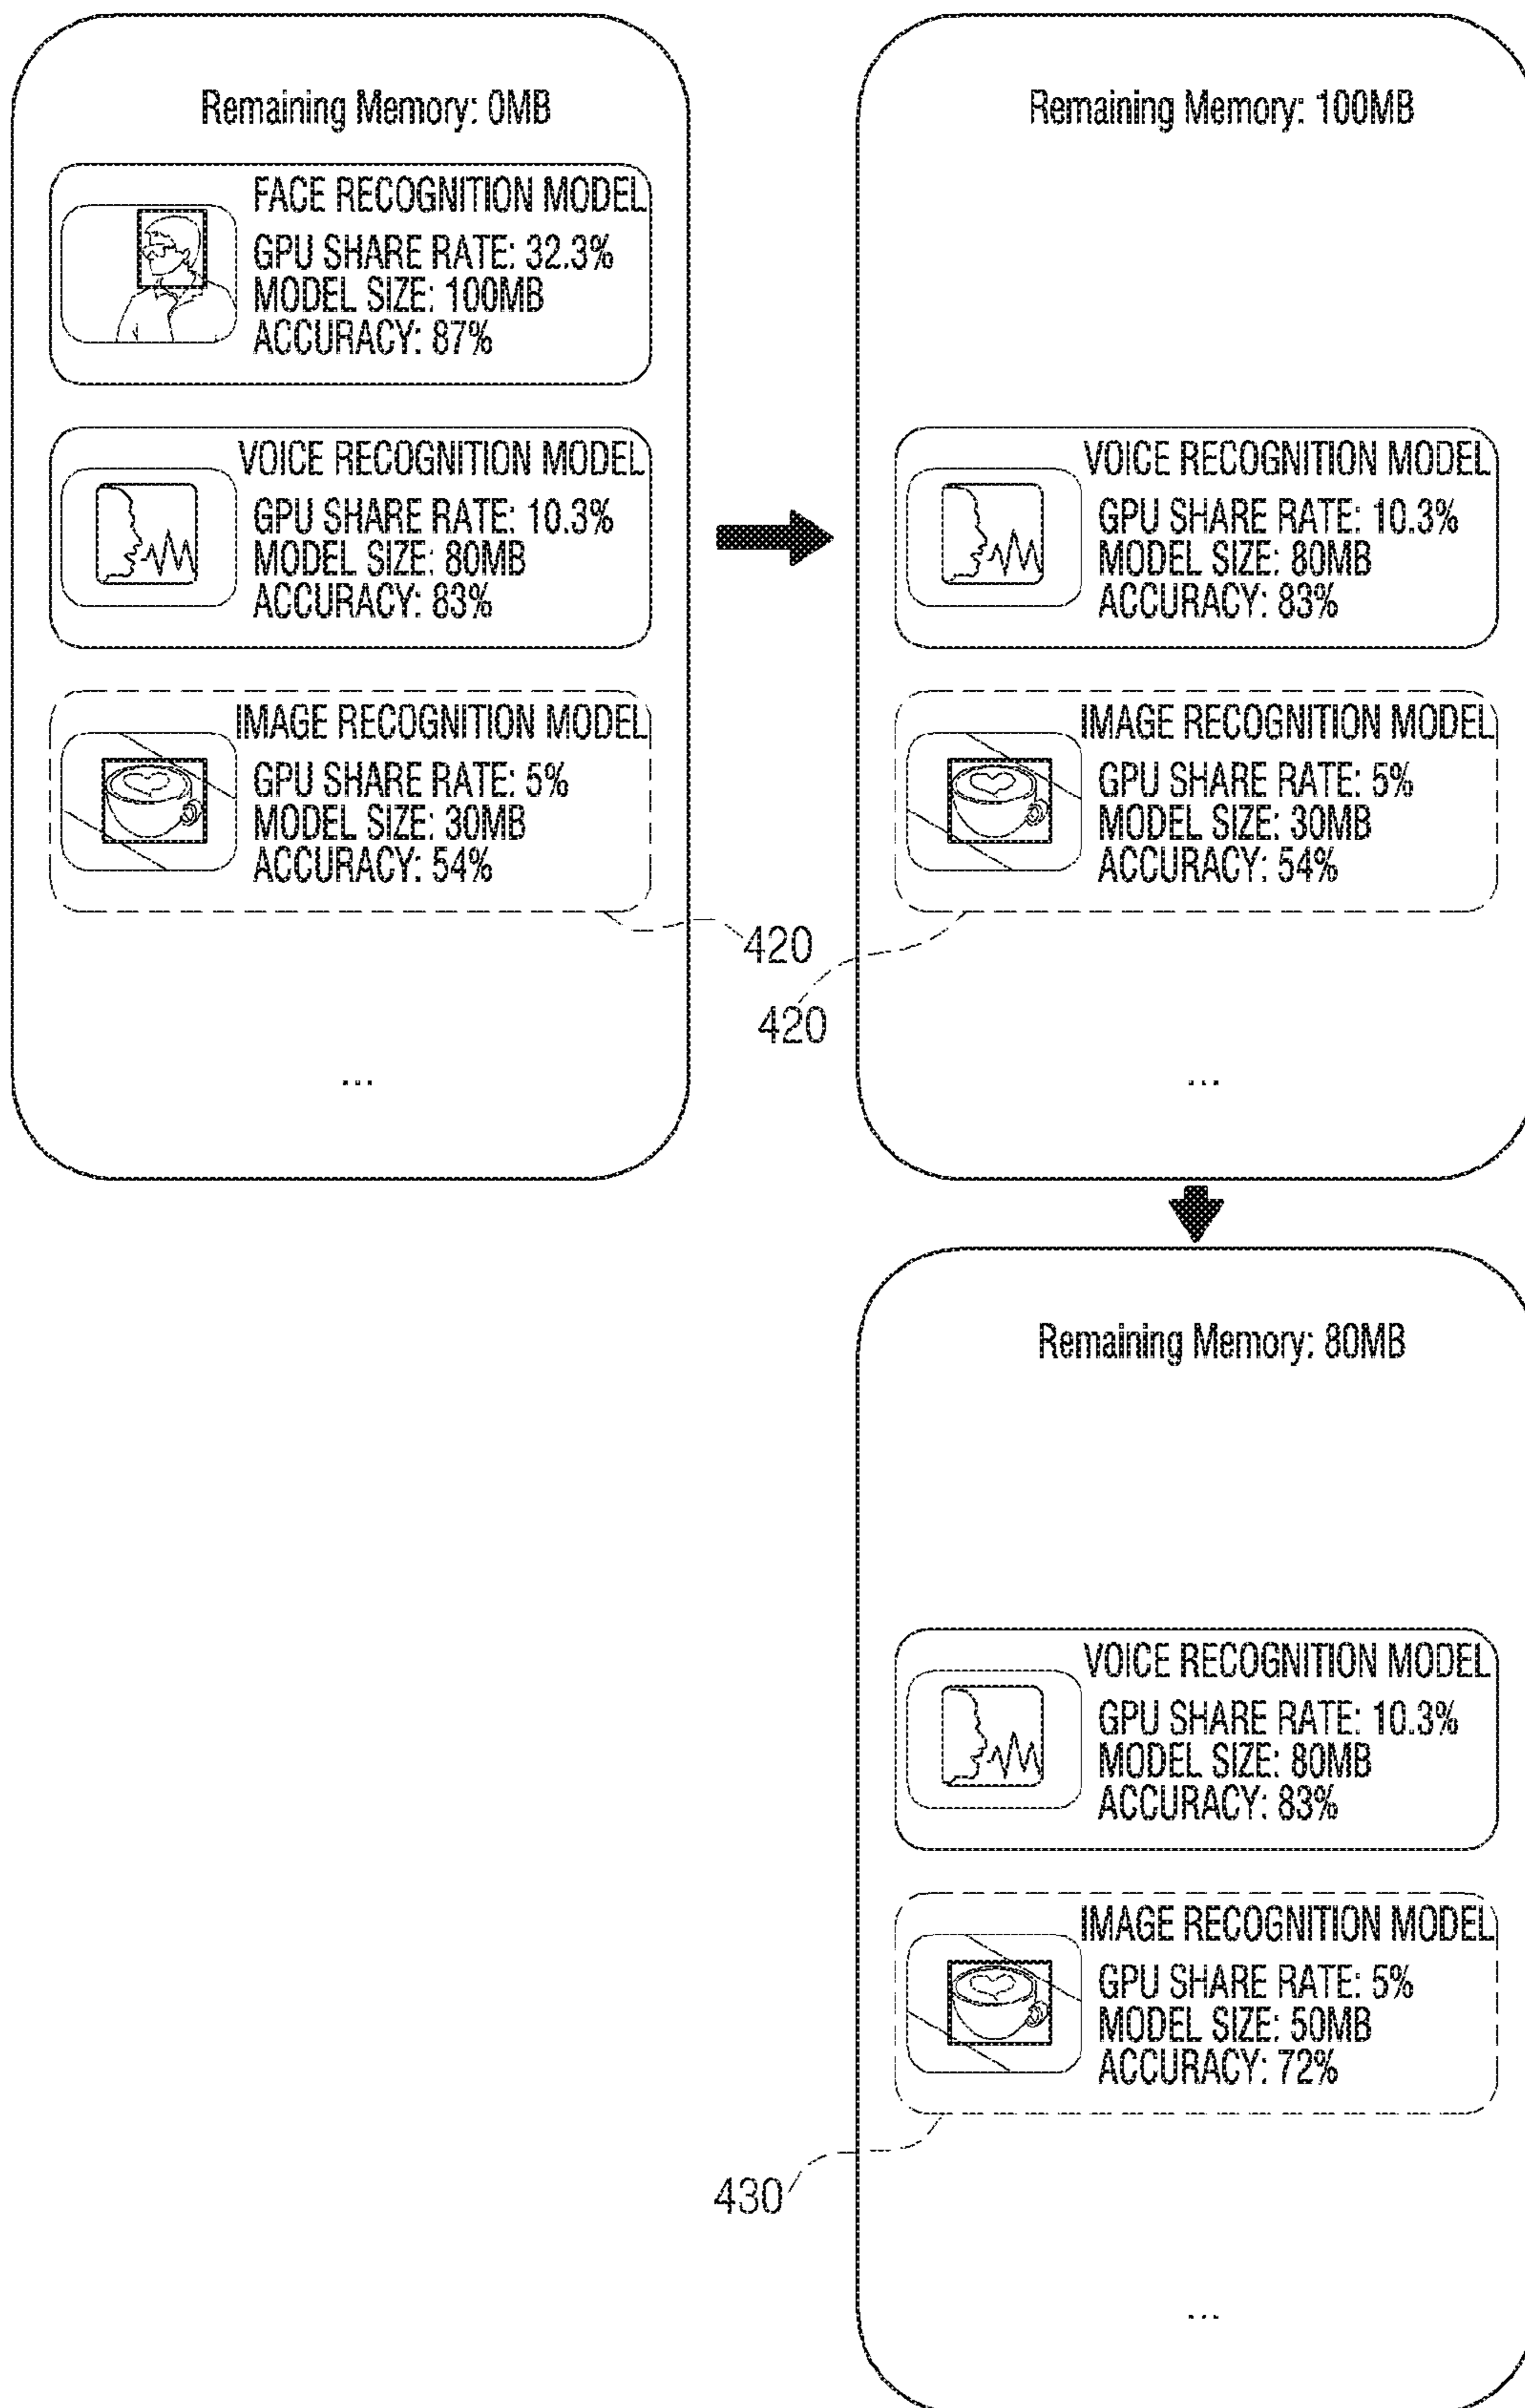 Remaining Memory: 0MB
FACE RECOGNITION MODEL
GPU SHARE RATE: 32.3%
MODEL SIZE: 100MB
ACCURACY: 87%
VOICE RECOGNITION MODEL
GPU SHARE RATE: 10.3%
MODEL SIZE: 80MB
ACCURACY: 83%
IMAGE RECOGNITION MODEL
GPU SHARE RATE: 5%
MODEL SIZE: 30MB
ACCURACY: 54%
420
...
Remaining Memory: 100MB
VOICE RECOGNITION MODEL
GPU SHARE RATE: 10.3%
MODEL SIZE: 80MB
ACCURACY: 83%
IMAGE RECOGNITION MODEL
GPU SHARE RATE: 5%
MODEL SIZE: 30MB
ACCURACY: 54%
420
...
Remaining Memory: 80MB
VOICE RECOGNITION MODEL
GPU SHARE RATE: 10.3%
MODEL SIZE: 80MB
ACCURACY: 83%
IMAGE RECOGNITION MODEL
GPU SHARE RATE: 5%
MODEL SIZE: 50MB
ACCURACY: 72%
430
...